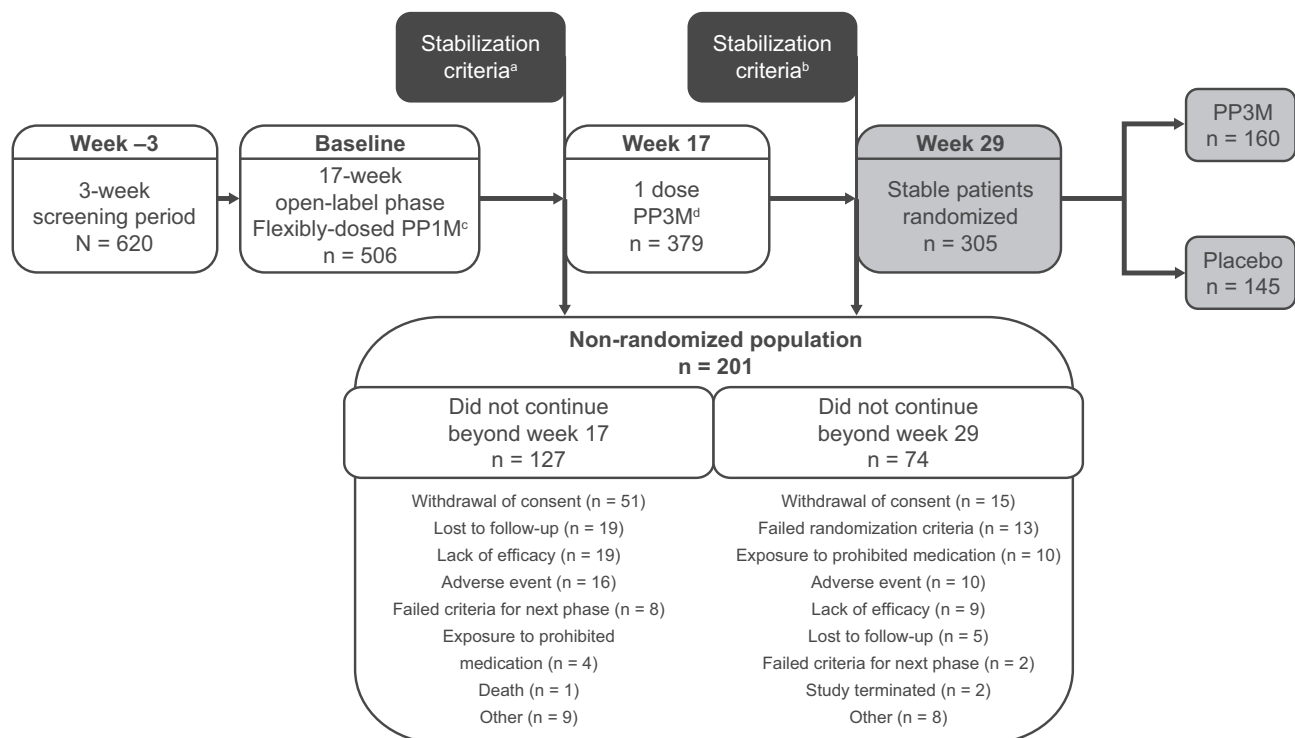 Stabilization
criteriaᵃ
Stabilization
criteriaᵇ
Week –3
3-week
screening period
N = 620
Baseline
17-week
open-label phase
Flexibly-dosed PP1Mᶜ
n = 506
Week 17
1 dose
PP3Mᵈ
n = 379
Week 29
Stable patients
randomized
n = 305
PP3M
n = 160
Placebo
n = 145
Non-randomized population
n = 201
Did not continue
beyond week 17
n = 127
Withdrawal of consent (n = 51)
Lost to follow-up (n = 19)
Lack of efficacy (n = 19)
Adverse event (n = 16)
Failed criteria for next phase (n = 8)
Exposure to prohibited
medication (n = 4)
Death (n = 1)
Other (n = 9)
Did not continue
beyond week 29
n = 74
Withdrawal of consent (n = 15)
Failed randomization criteria (n = 13)
Exposure to prohibited medication (n = 10)
Adverse event (n = 10)
Lack of efficacy (n = 9)
Lost to follow-up (n = 5)
Failed criteria for next phase (n = 2)
Study terminated (n = 2)
Other (n = 8)